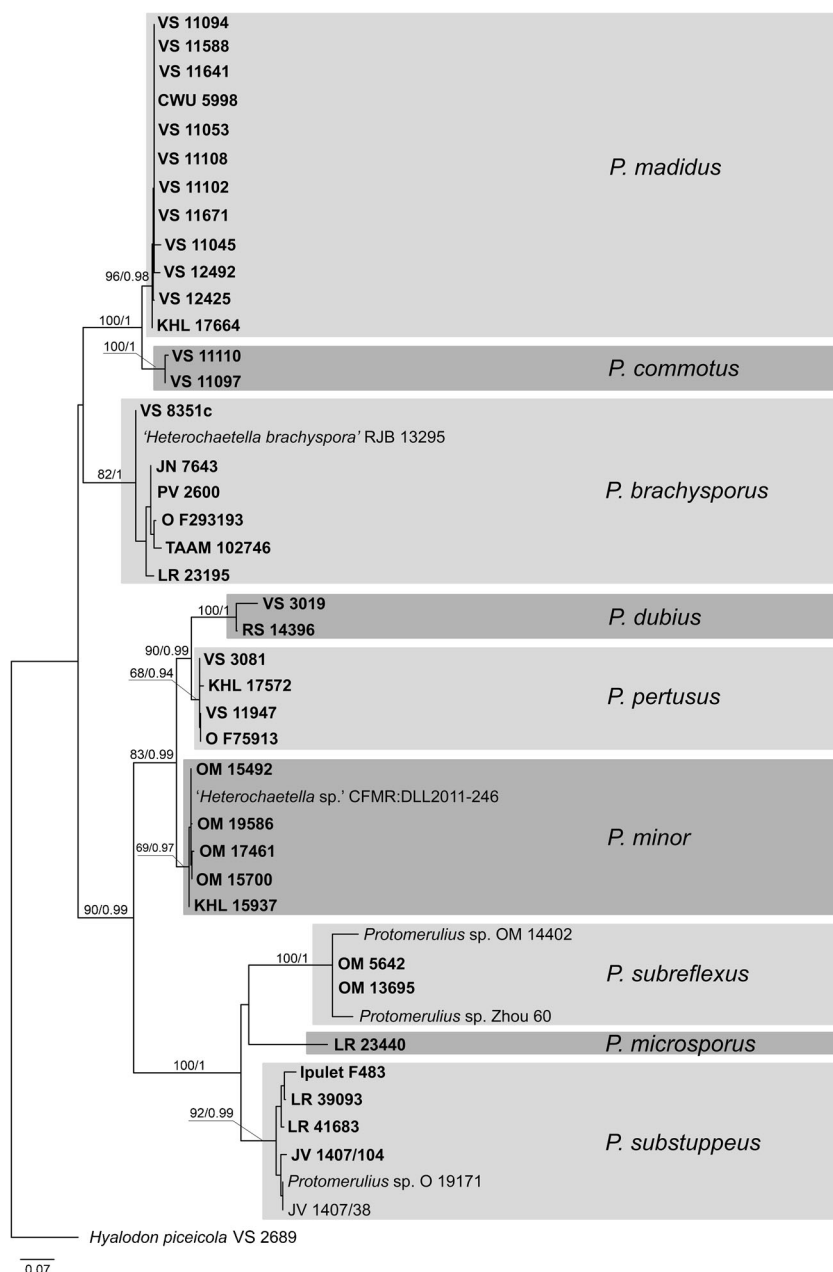 VS 11094
VS 11588
VS 11641
CWU 5998
VS 11053
VS 11108
P. madidus
VS 11102
VS 11671
VS 11045
96/0.98
VS 12492
VS 12425
100/1
KHL 17664
100/1
VS 11110
P. commotus
VS 11097
VS 8351c
‘Heterochaetella brachyspora’ RJB 13295
82/1
JN 7643
PV 2600
P. brachysporus
O F293193
TAAM 102746
LR 23195
100/1
VS 3019
P. dubius
RS 14396
90/0.99
VS 3081
68/0.94
KHL 17572
P. pertusus
VS 11947
O F75913
83/0.99
OM 15492
‘Heterochaetella sp.’ CFMR:DLL2011-246
OM 19586
P. minor
69/0.97
OM 17461
OM 15700
KHL 15937
90/0.99
Protomerulius sp. OM 14402
100/1
OM 5642
P. subreflexus
OM 13695
Protomerulius sp. Zhou 60
LR 23440
P. microsporus
100/1
Ipulet F483
LR 39093
92/0.99
LR 41683
P. substuppeus
JV 1407/104
Protomerulius sp. O 19171
JV 1407/38
Hyalodon piceicola VS 2689
0.07